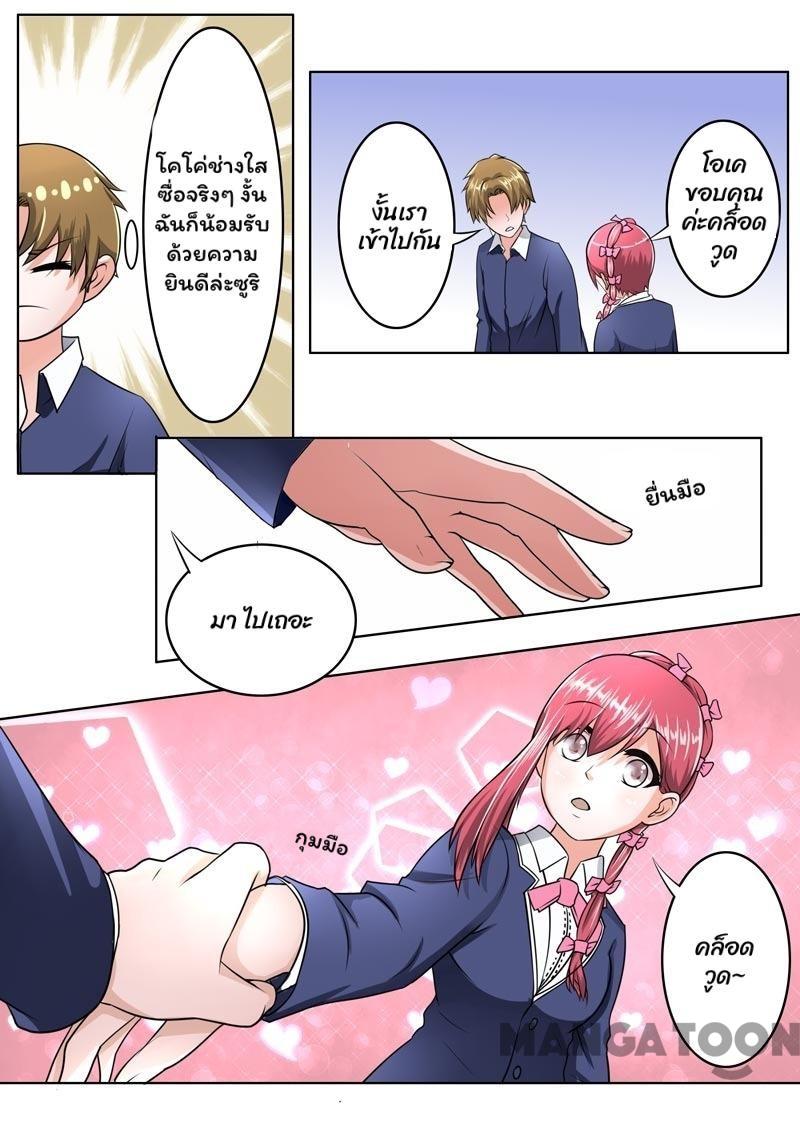 โคโค่ช่างใส
ซื่อจริงๆ งั้น
ฉันก็น้อมรับ
ด้วยความ
ยินดีล่ะซูริ
งั้นเรา
เข้าไปกัน
โอเค
ขอบคุณ
ค่ะคล็อด
วูด
ยื่นมือ
มา ไปเถอะ
กุมมือ
คล็อด
วูด~
MANGATOON